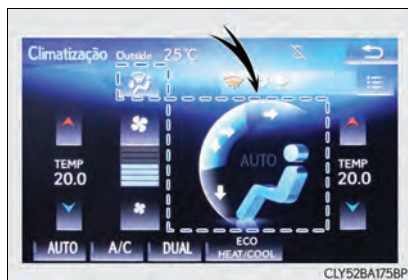 Climatização Outside 25℃
AUTO
TEMP
20.0
TEMP
20.0
AUTO
A/C
DUAL
ECO
HEAT/COOL
CLY52BA175BP